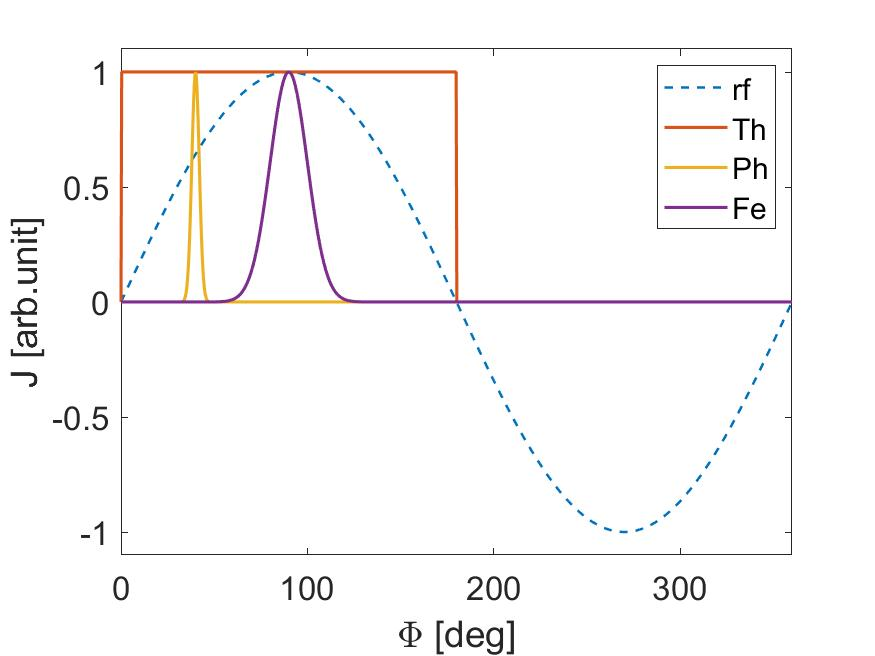 1
0.5
0
-0.5
-1
J [arb.unit]
0
100
200
300
Φ [deg]
rf
Th
Ph
Fe